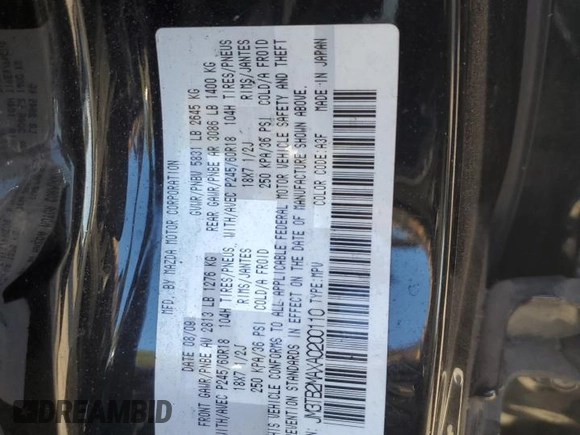 MFD. BY MAZDA MOTOR CORPORATION
DATE 08/09 GVWR/PNBV 5831 LB 2645 KG
FRONT GAWR/PNBE AV 2813 LB 1276 KG REAR GAWR/PNBE AR 3086 LB 1400 KG
WITH/AVEC P245/60R18 104H TIRES/PNEUS, WITH/AVEC P245/60R18 104H TIRES/PNEUS
18X7 1/2J RIMS/JANTES 18X7 1/2J RIMS/JANTES
250 KPA/36 PSI COLD/A FROID 250 KPA/36 PSI COLD/A FROID
VEHICLE CONFORMS TO ALL APPLICABLE FEDERAL MOTOR VEHICLE SAFETY AND THEFT
PREVENTION STANDARDS IN EFFECT ON THE DATE OF MANUFACTURE SHOWN ABOVE.
TYPE:MPV COLOR CODE:A3F MADE IN JAPAN
DREAMBID